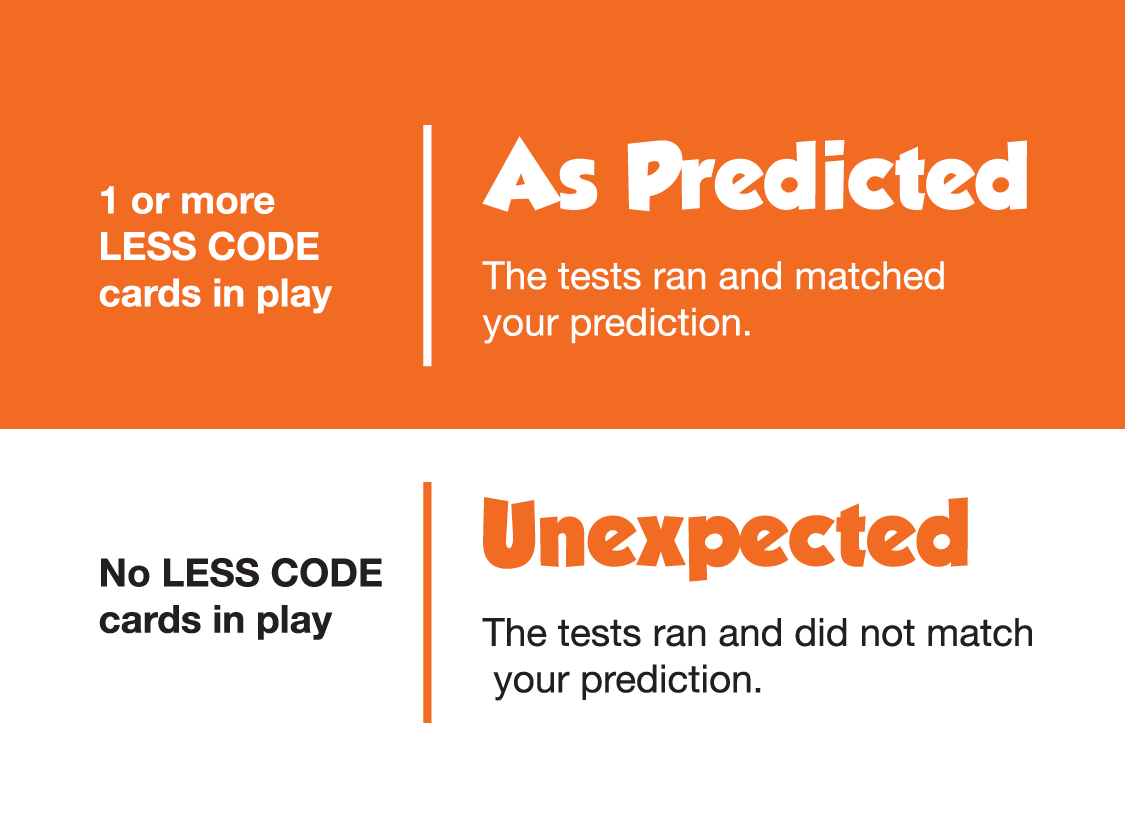 1 or more
LESS CODE
cards in play
As Predicted
The tests ran and matched
your prediction.
No LESS CODE
cards in play
Unexpected
The tests ran and did not match
your prediction.